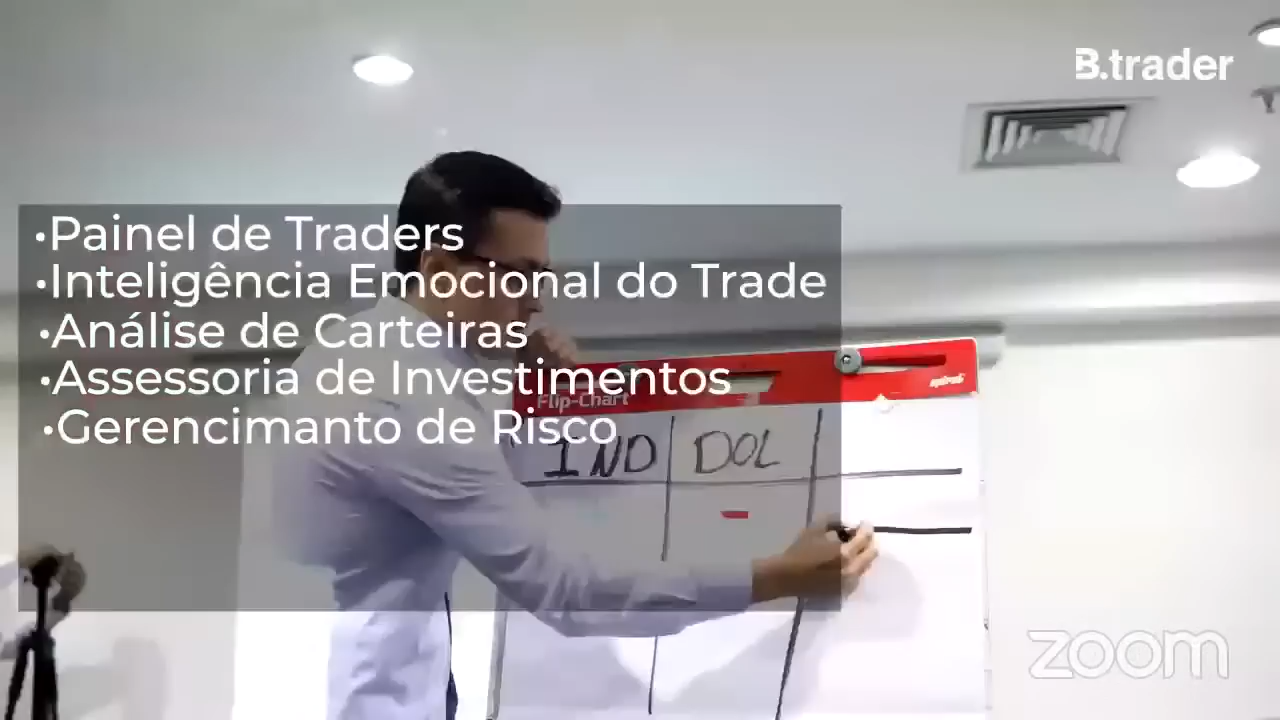 B.trader
•Painel de Traders
•Inteligência Emocional do Trade
•Análise de Carteiras
•Assessoria de Investimentos
•Gerencimanto de Risco
Flip-Chart
IND DOL
zoom